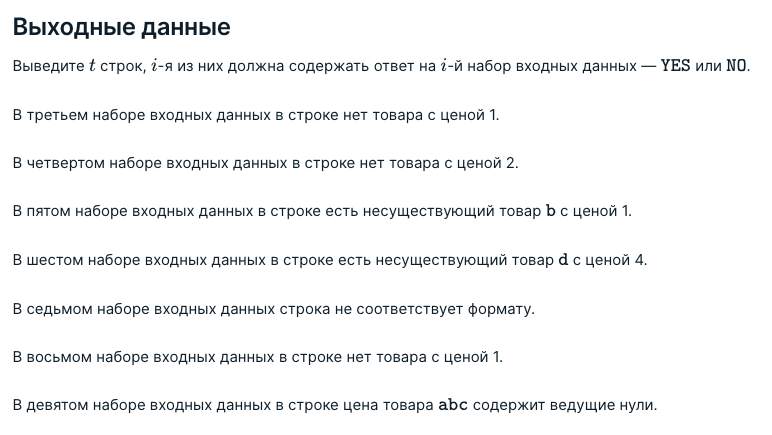 Выходные данные
Выведите t строк, i-я из них должна содержать ответ на i-й набор входных данных — YES или NO.
В третьем наборе входных данных в строке нет товара с ценой 1.
В четвертом наборе входных данных в строке нет товара с ценой 2.
В пятом наборе входных данных в строке есть несуществующий товар b с ценой 1.
В шестом наборе входных данных в строке есть несуществующий товар d с ценой 4.
В седьмом наборе входных данных строка не соответствует формату.
В восьмом наборе входных данных в строке нет товара с ценой 1.
В девятом наборе входных данных в строке цена товара abc содержит ведущие нули.